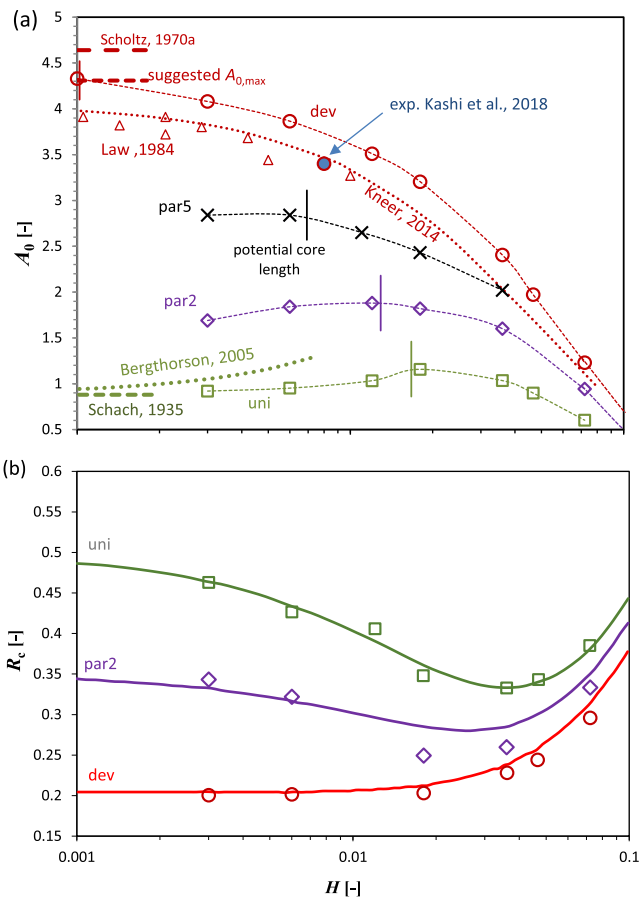 (a)
5
4.5
4
3.5
3
2.5
2
1.5
1
0.5
A0 [-]
Scholtz, 1970a
suggested A0,max
dev
exp. Kashi et al., 2018
Law ,1984
Kneer, 2014
par5
potential core
length
par2
Bergthorson, 2005
Schach, 1935
uni
(b)
0.6
0.55
0.5
0.45
0.4
0.35
0.3
0.25
0.2
0.15
Rc [-]
uni
par2
dev
0.001
0.01
0.1
H [-]